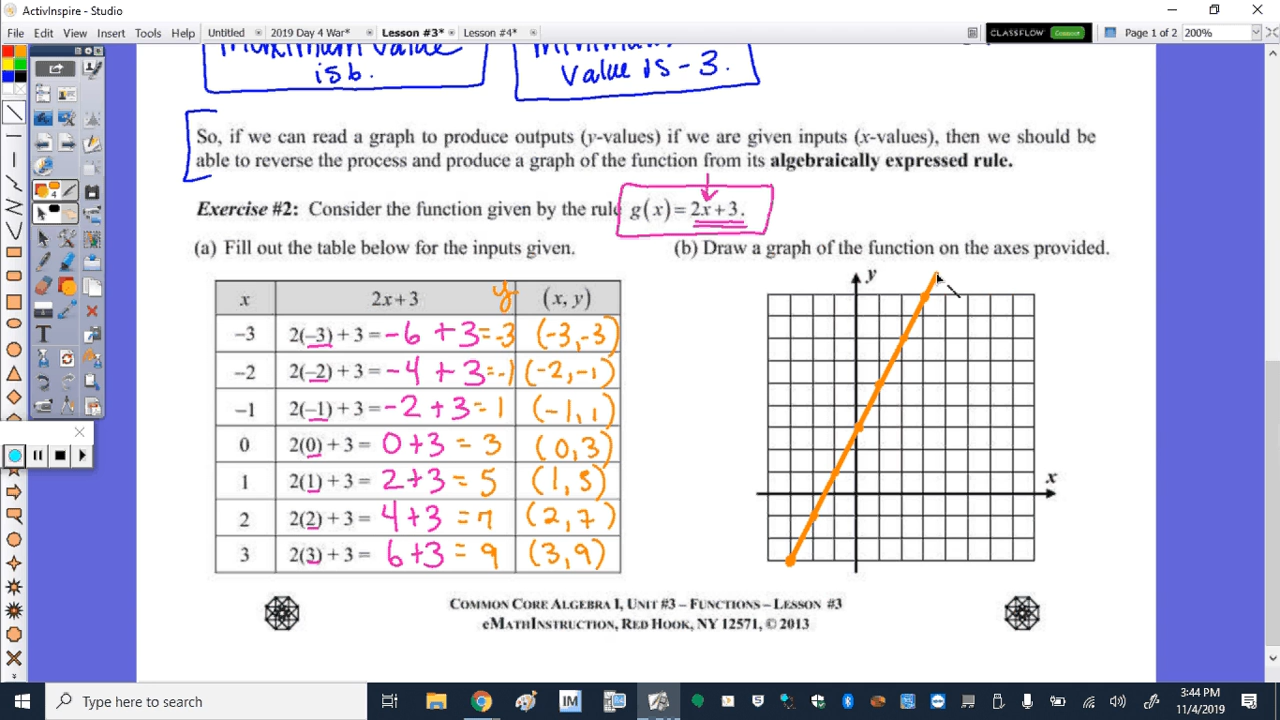 ActivInspire - Studio
File Edit View Insert Tools Help Untitled 2019 Day 4 War* Lesson #3* Lesson #4* CLASSFLOW Connect Page 1 of 2 200%
maximum value
is 6.
value is -3.
So, if we can read a graph to produce outputs (y-values) if we are given inputs (x-values), then we should be
able to reverse the process and produce a graph of the function from its algebraically expressed rule.
Exercise #2: Consider the function given by the rule g(x) = 2x+3.
(a) Fill out the table below for the inputs given.
(b) Draw a graph of the function on the axes provided.
x 2x+3 y (x, y)
-3 2(-3)+3 = -6 +3 = -3 (-3,-3)
-2 2(-2)+3 = -4 +3 = -1 (-2,-1)
-1 2(-1)+3 = -2 +3 = 1 (-1,1)
0 2(0)+3 = 0+3 = 3 (0,3)
1 2(1)+3 = 2+3 = 5 (1,5)
2 2(2)+3 = 4+3 = 7 (2,7)
3 2(3)+3 = 6+3 = 9 (3,9)
y
x
COMMON CORE ALGEBRA I, UNIT #3 – FUNCTIONS – LESSON #3
eMATHINSTRUCTION, RED HOOK, NY 12571, © 2013
4
T
Type here to search
IM
3:44 PM
11/4/2019